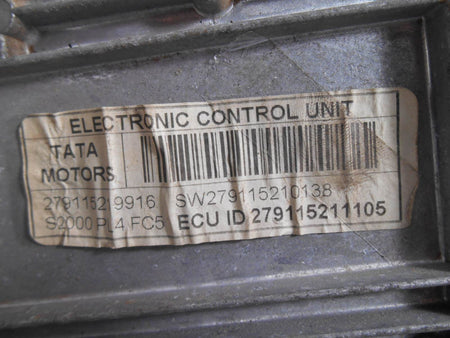 ELECTRONIC CONTROL UNIT
TATA
MOTORS
279115219916 SW279115210138
S2000 PL4 FC5 ECU ID 279115211105